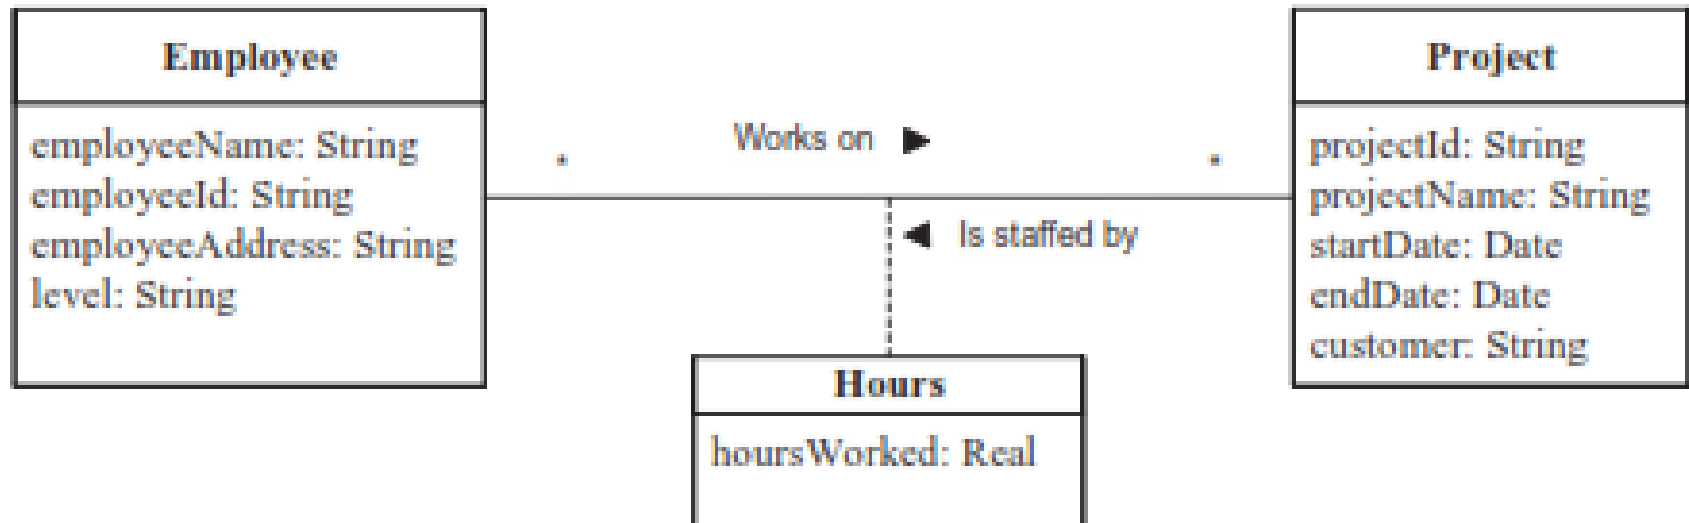 Employee
employeeName: String
employeeId: String
employeeAddress: String
level: String
*
Works on ►
◄ Is staffed by
*
Project
projectId: String
projectName: String
startDate: Date
endDate: Date
customer: String
Hours
hoursWorked: Real